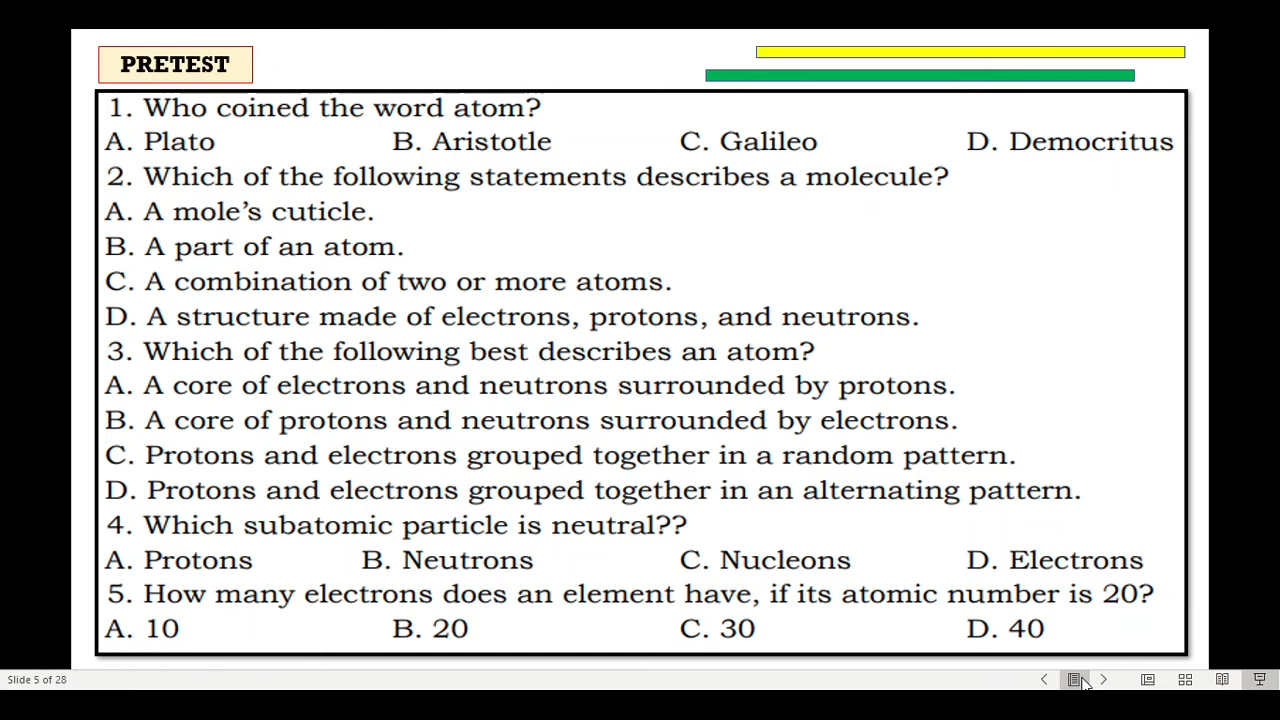 PRETEST
1. Who coined the word atom?
A. Plato B. Aristotle C. Galileo D. Democritus
2. Which of the following statements describes a molecule?
A. A mole's cuticle.
B. A part of an atom.
C. A combination of two or more atoms.
D. A structure made of electrons, protons, and neutrons.
3. Which of the following best describes an atom?
A. A core of electrons and neutrons surrounded by protons.
B. A core of protons and neutrons surrounded by electrons.
C. Protons and electrons grouped together in a random pattern.
D. Protons and electrons grouped together in an alternating pattern.
4. Which subatomic particle is neutral??
A. Protons B. Neutrons C. Nucleons D. Electrons
5. How many electrons does an element have, if its atomic number is 20?
A. 10 B. 20 C. 30 D. 40
Slide 5 of 28